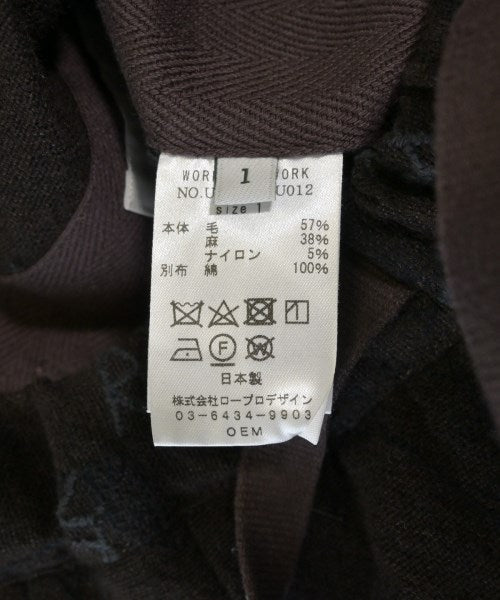 1
WORK ORK
NO.U U012
size 1
本体 毛 57%
麻 38%
ナイロン 5%
別布 綿 100%
F
W
日本製
株式会社ロープロデザイン
03-6434-9903
OEM